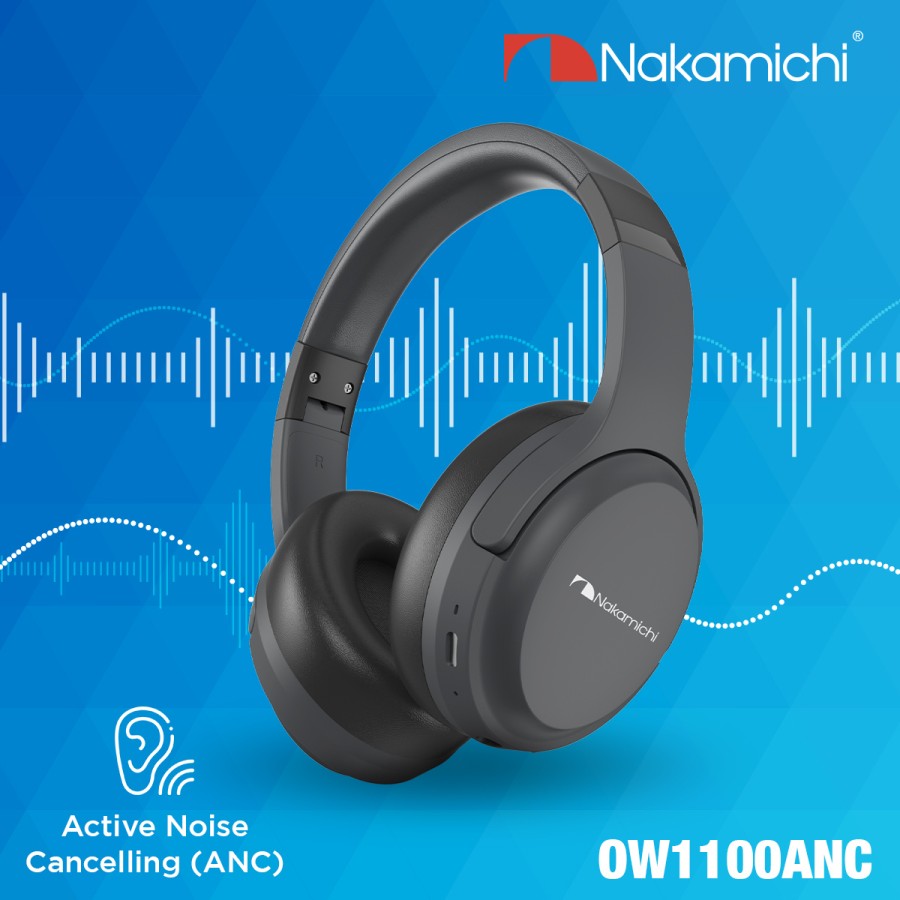 Nakamichi®
R
Nakamichi
Active Noise
Cancelling (ANC)
OW1100ANC